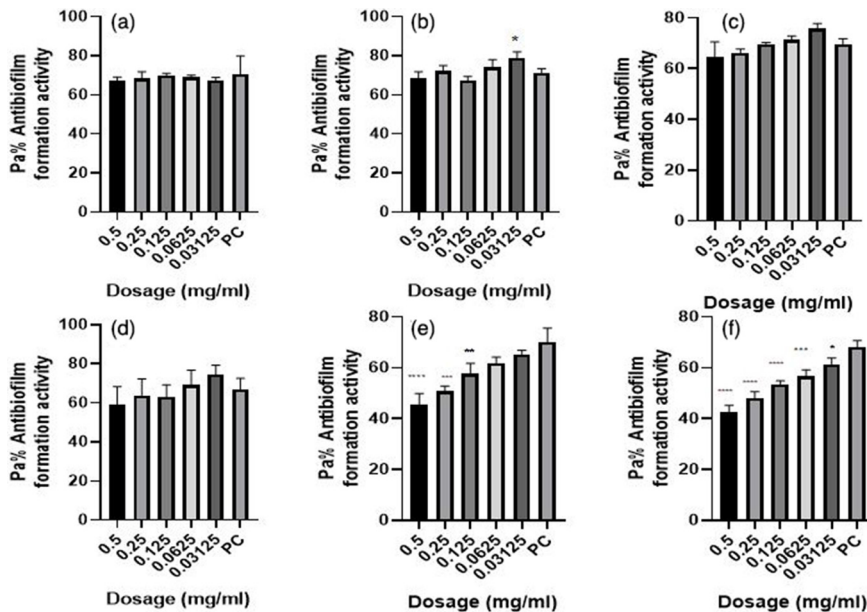 (a)
Pa% Antibiofilm
formation activity
100
80
60
40
20
0
0.5
0.25
0.125
0.0625
0.03125
PC
Dosage (mg/ml)
(b)
Pa% Antibiofilm
formation activity
100
80
60
40
20
0
*
0.5
0.25
0.125
0.0625
0.03125
PC
Dosage (mg/ml)
(c)
Pa% Antibiofilm
formation activity
80
60
40
20
0
0.5
0.25
0.125
0.0625
0.03125
PC
Dosage (mg/ml)
(d)
Pa% Antibiofilm
formation activity
100
80
60
40
20
0
0.5
0.25
0.125
0.0625
0.03125
PC
Dosage (mg/ml)
(e)
Pa% Antibiofilm
formation activity
80
60
40
20
0
****
***
**
0.5
0.25
0.125
0.0625
0.03125
PC
Dosage (mg/ml)
(f)
Pa% Antibiofilm
formation activity
80
60
40
20
0
****
****
****
***
*
0.5
0.25
0.125
0.0625
0.03125
PC
Dosage (mg/ml)